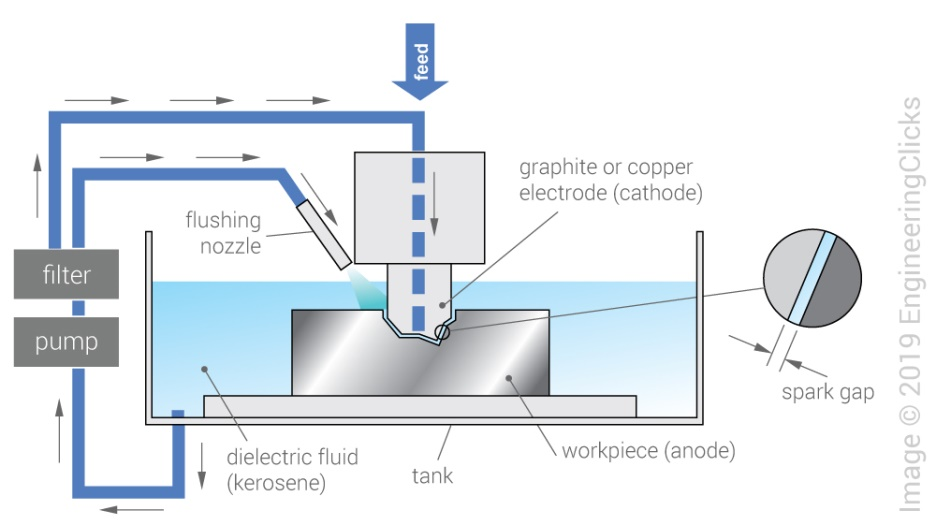 feed
graphite or copper
electrode (cathode)
flushing
nozzle
filter
pump
spark gap
dielectric fluid
(kerosene)
tank
workpiece (anode)
Image © 2019 EngineeringClicks